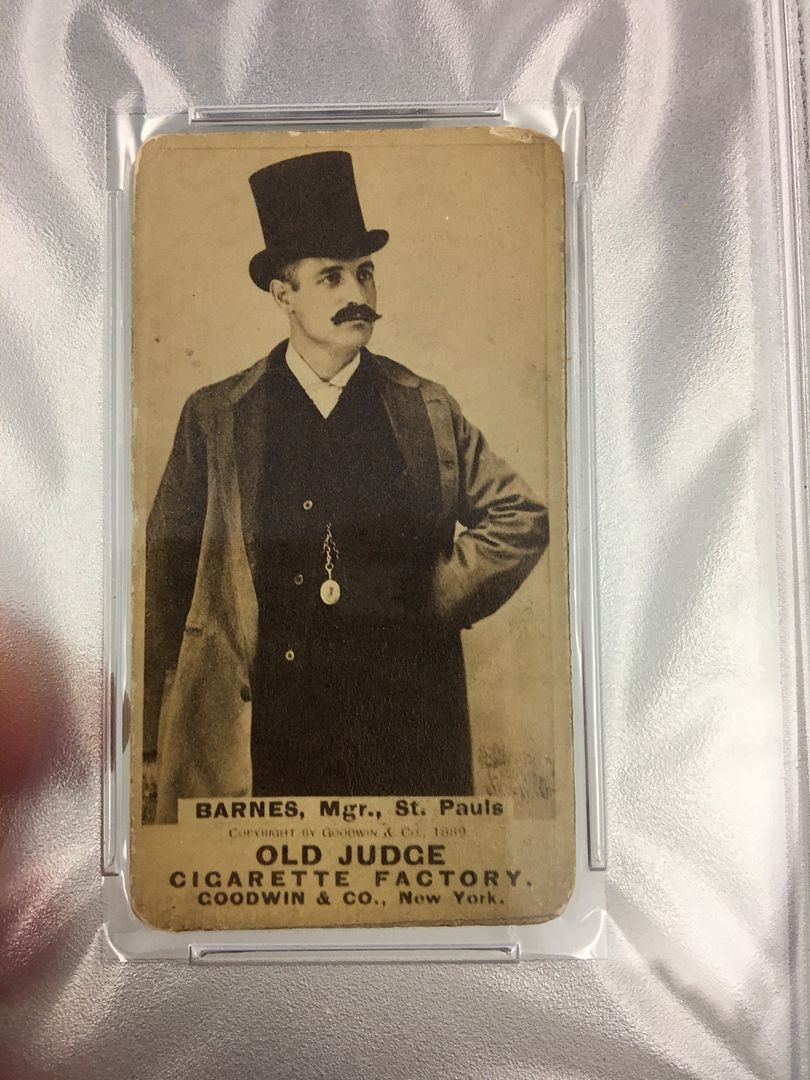 BARNES, Mgr., St. Pauls
COPYRIGHT BY GOODWIN & CO., 1889
OLD JUDGE
CIGARETTE FACTORY.
GOODWIN & CO., New York.